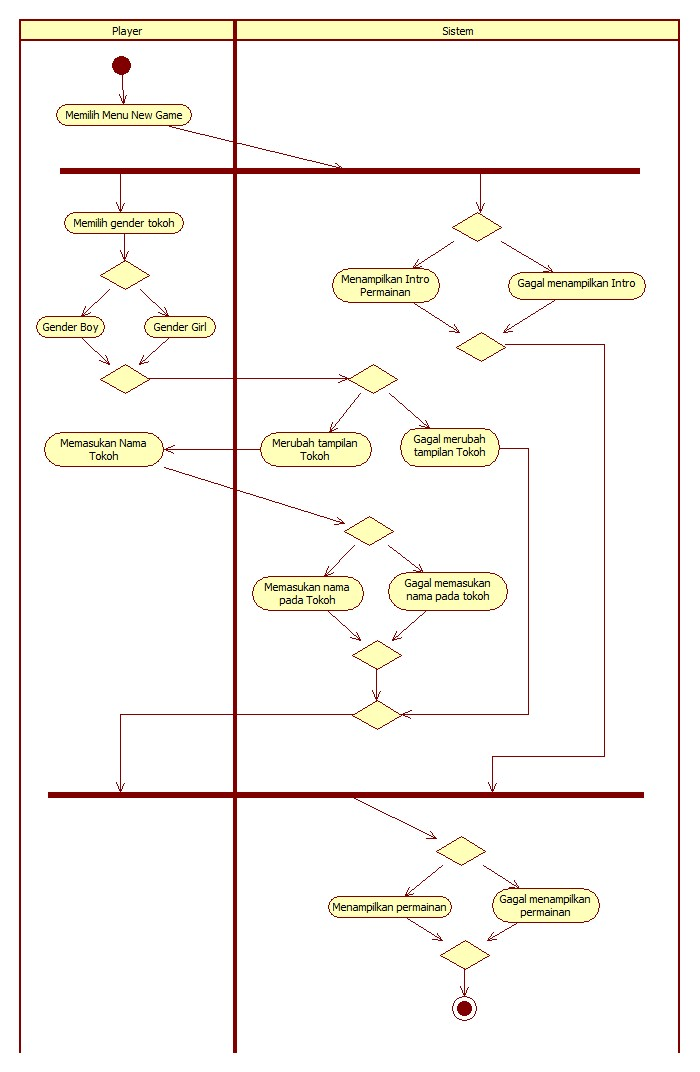 Player
Sistem
Memilih Menu New Game
Memilih gender tokoh
Menampilkan Intro
Permainan
Gagal menampilkan Intro
Gender Boy
Gender Girl
Memasukan Nama
Tokoh
Merubah tampilan
Tokoh
Gagal merubah
tampilan Tokoh
Memasukan nama
pada Tokoh
Gagal memasukan
nama pada tokoh
Menampilkan permainan
Gagal menampilkan
permainan